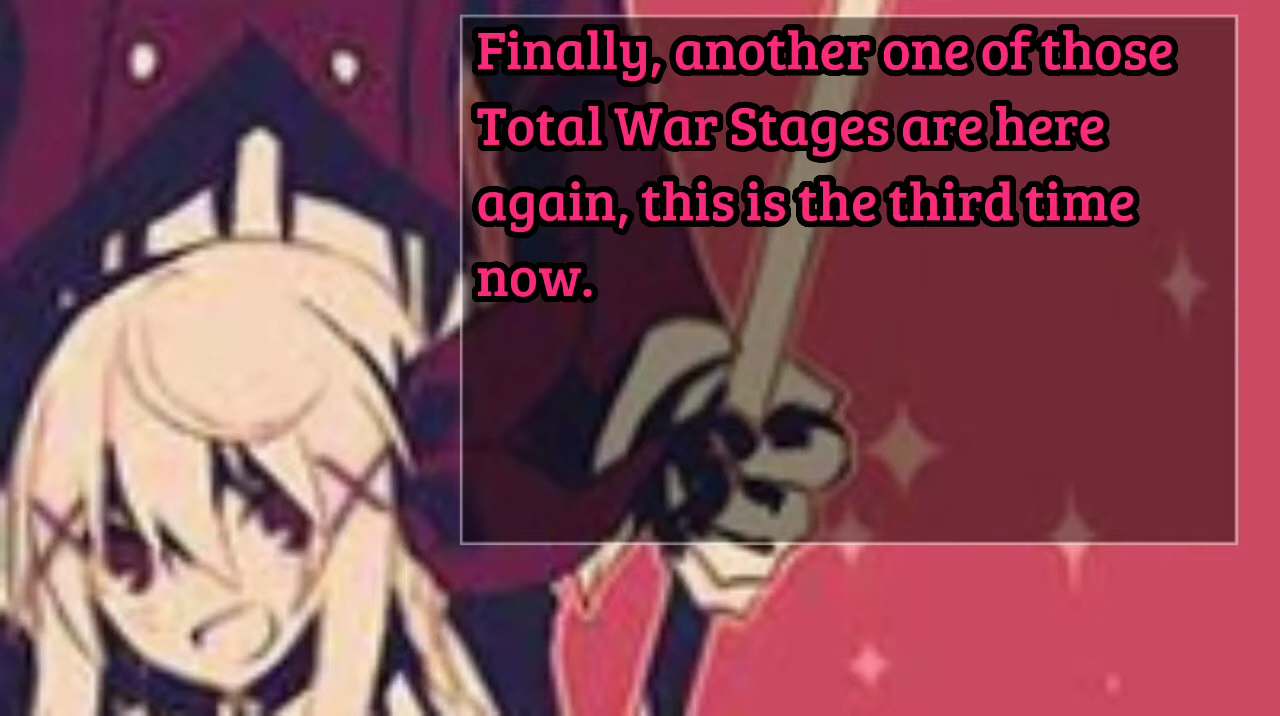 Finally, another one of those
Total War Stages are here
again, this is the third time
now.